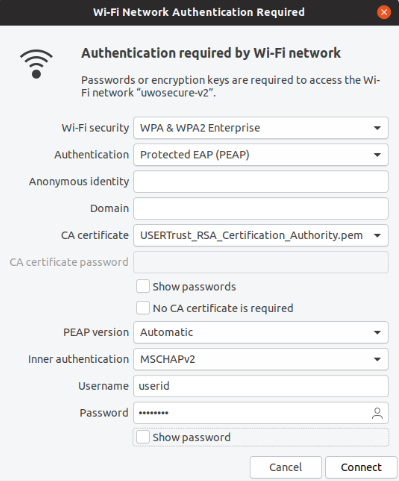 Wi-Fi Network Authentication Required
Authentication required by Wi-Fi network
Passwords or encryption keys are required to access the Wi-
Fi network "uwosecure-v2".
Wi-Fi security WPA & WPA2 Enterprise
Authentication Protected EAP (PEAP)
Anonymous identity
Domain
CA certificate USERTrust_RSA_Certification_Authority.pem
CA certificate password
Show passwords
No CA certificate is required
PEAP version Automatic
Inner authentication MSCHAPv2
Username userid
Password ••••••••
Show password
Cancel Connect